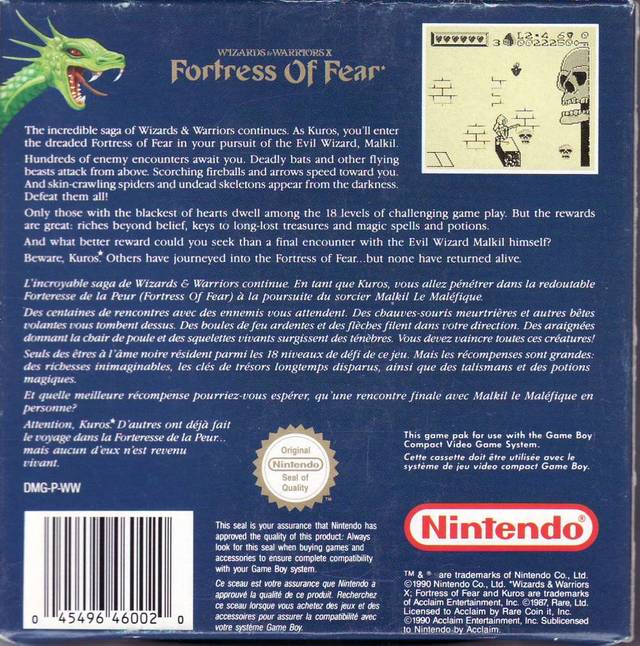 WIZARDS & WARRIORS X
Fortress Of Fear™
L2-4 69 0
3 0022250
The incredible saga of Wizards & Warriors continues. As Kuros, you'll enter
the dreaded Fortress of Fear in your pursuit of the Evil Wizard, Malkil.
Hundreds of enemy encounters await you. Deadly bats and other flying
beasts attack from above. Scorching fireballs and arrows speed toward you.
And skin-crawling spiders and undead skeletons appear from the darkness.
Defeat them all!
Only those with the blackest of hearts dwell among the 18 levels of challenging game play. But the rewards
are great: riches beyond belief, keys to long-lost treasures and magic spells and potions.
And what better reward could you seek than a final encounter with the Evil Wizard Malkil himself?
Beware, Kuros.* Others have journeyed into the Fortress of Fear...but none have returned alive.
L'incroyable saga de Wizards & Warriors continue. En tant que Kuros, vous allez pénétrer dans la redoutable
Forteresse de la Peur (Fortress Of Fear) à la poursuite du sorcier Malkil Le Maléfique.
Des centaines de rencontres avec des ennemis vous attendent. Des chauves-souris meurtrières et autres bêtes
volantes vous tombent dessus. Des boules de feu ardentes et des flèches filent dans votre direction. Des araignées
donnant la chair de poule et des squelettes vivants surgissent des ténèbres. Vous devez vaincre toutes ces créatures!
Seuls des êtres à l'âme noire résident parmi les 18 niveaux de défi de ce jeu. Mais les récompenses sont grandes:
des richesses inimaginables, les clés de trésors longtemps disparus, ainsi que des talismans et des potions
magiques.
Et quelle meilleure récompense pourriez-vous espérer, qu'une rencontre finale avec Malkil le Maléfique en
personne?
Attention, Kuros.* D'autres ont déjà fait
le voyage dans la Forteresse de la Peur...
mais aucun d'eux n'est revenu
vivant.
DMG-P-WW
Original
Nintendo
Seal of
Quality
TM
This game pak for use with the Game Boy
Compact Video Game System.
Cette cassette doit être utilisée avec le
système de jeu video compact Game Boy.
Nintendo®
This seal is your assurance that Nintendo has
approved the quality of this product. Always
look for this seal when buying games and
accessories to ensure complete compatibility
with your Game Boy system.
Ce sceau est votre assurance que Nintendo a
approuvé la qualité de ce produit. Recherchez
ce sceau lorsque vous achetez des jeux et des
accessoires pour assurer la compatibilité avec
votre système Game Boy.
TM & ® are trademarks of Nintendo Co., Ltd.
©1990 Nintendo Co., Ltd. *Wizards & Warriors
X; Fortress of Fear and Kuros are trademarks
of Acclaim Entertainment, Inc. ©1987, Rare, Ltd.
Licensed to Acclaim by Rare Coin it, Inc.
©1990 Acclaim Entertainment, Inc. Sublicensed
to Nintendo by Acclaim.
0 45496 46002 0